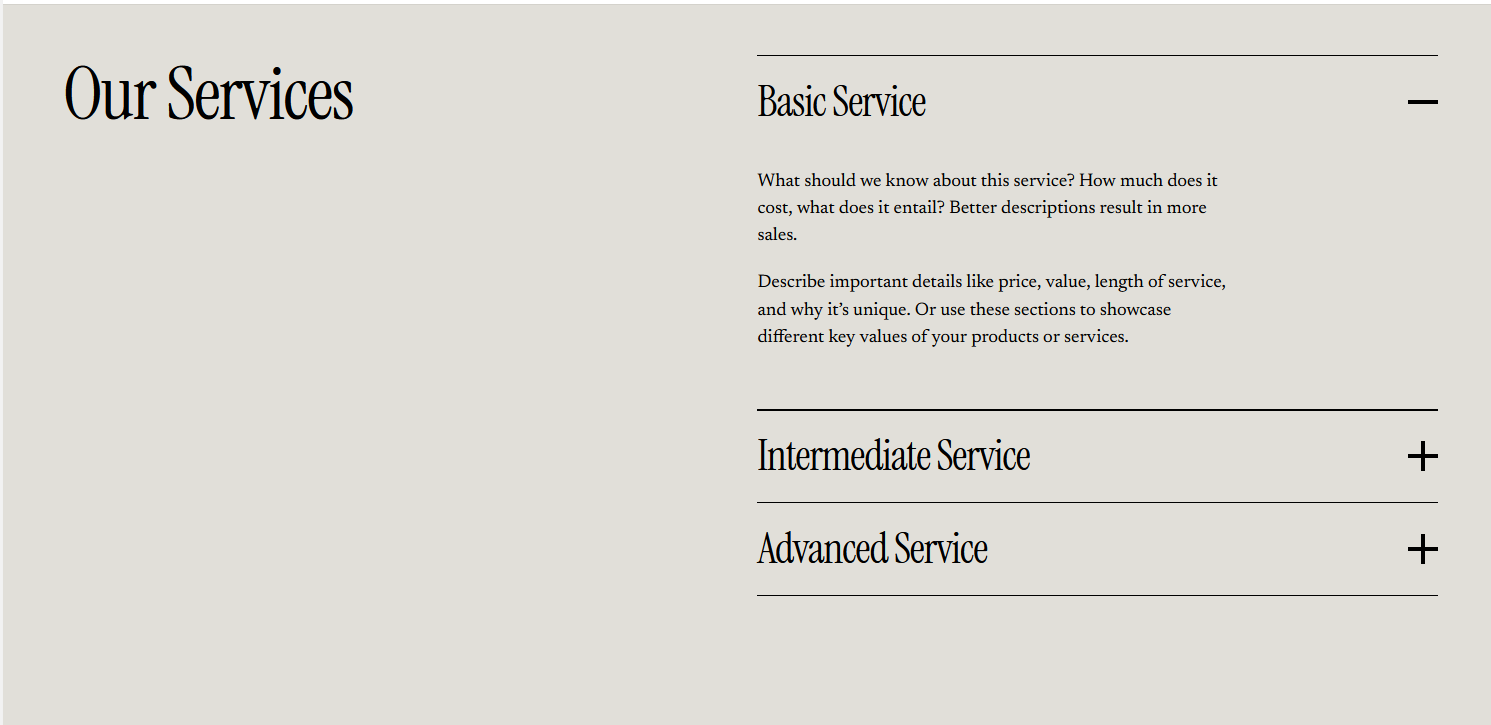 Our Services
Basic Service
What should we know about this service? How much does it
cost, what does it entail? Better descriptions result in more
sales.
Describe important details like price, value, length of service,
and why it’s unique. Or use these sections to showcase
different key values of your products or services.
Intermediate Service
Advanced Service